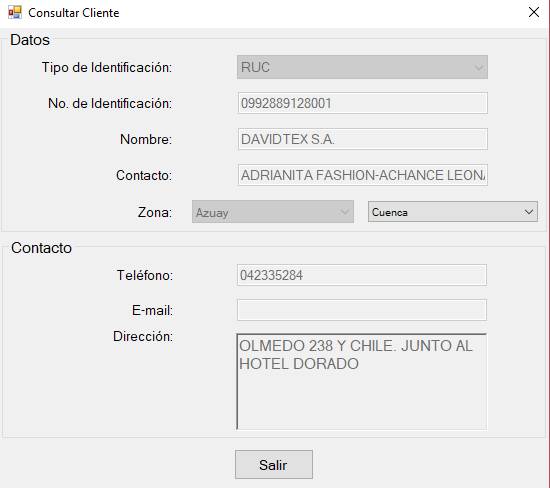 Consultar Cliente
Datos
Tipo de Identificación: RUC
No. de Identificación: 0992889128001
Nombre: DAVIDTEX S.A.
Contacto: ADRIANITA FASHION-ACHANCE LEON
Zona: Azuay Cuenca
Contacto
Teléfono: 042335284
E-mail:
Dirección: OLMEDO 238 Y CHILE. JUNTO AL
HOTEL DORADO
Salir